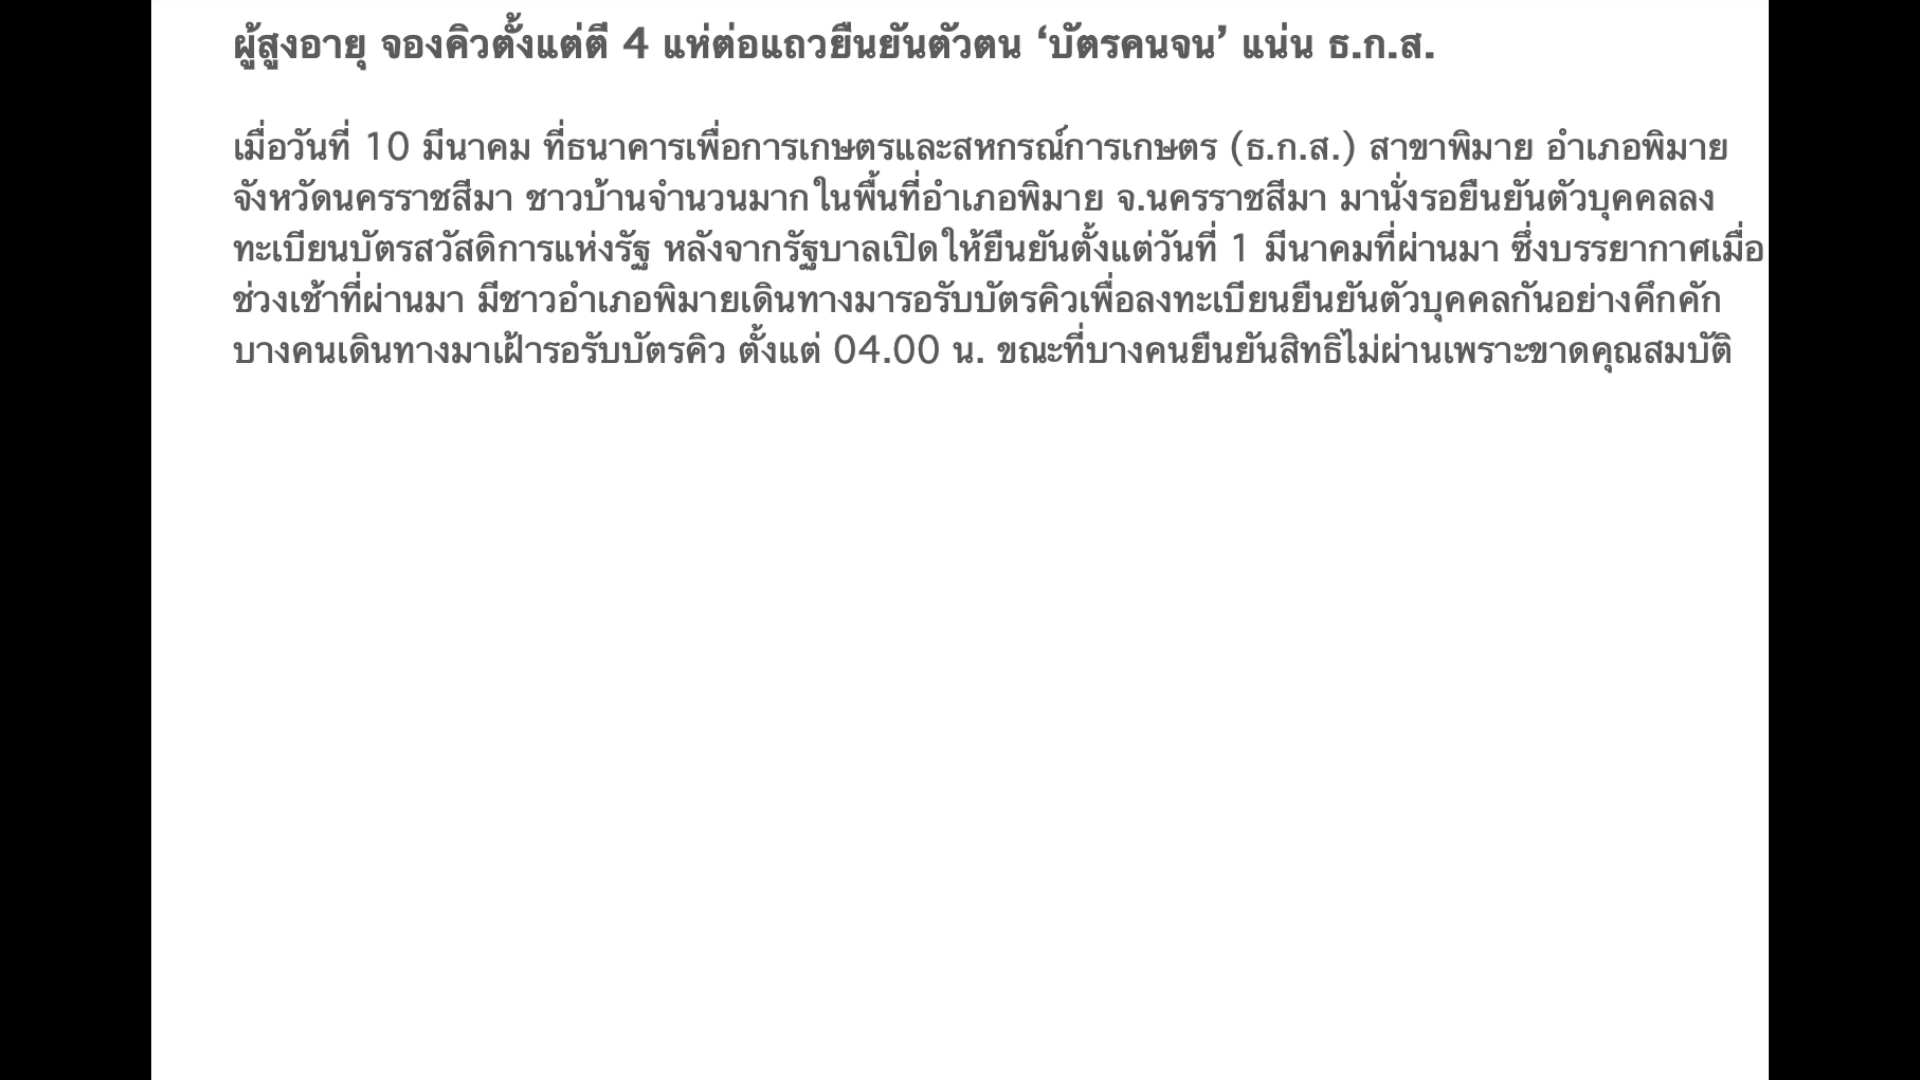 ผู้สูงอายุ จองคิวตั้งแต่ตี 4 แห่ต่อแถวยืนยันตัวตน ‘บัตรคนจน’ แน่น ธ.ก.ส.
เมื่อวันที่ 10 มีนาคม ที่ธนาคารเพื่อการเกษตรและสหกรณ์การเกษตร (ธ.ก.ส.) สาขาพิมาย อำเภอพิมาย
จังหวัดนครราชสีมา ชาวบ้านจำนวนมาก ในพื้นที่อำเภอพิมาย จ.นครราชสีมา มานั่งรอยืนยันตัวบุคคลลง
ทะเบียนบัตรสวัสดิการแห่งรัฐ หลังจากรัฐบาลเปิดให้ยืนยันตั้งแต่วันที่ 1 มีนาคมที่ผ่านมา ซึ่งบรรยากาศเมื่อ
ช่วงเช้าที่ผ่านมา มีชาวอำเภอพิมายเดินทางมารอรับบัตรคิวเพื่อลงทะเบียนยืนยันตัวบุคคลกันอย่างคึกคัก
บางคนเดินทางมาเฝ้ารอรับบัตรคิว ตั้งแต่ 04.00 น. ขณะที่บางคนยืนยันสิทธิไม่ผ่านเพราะขาดคุณสมบัติ